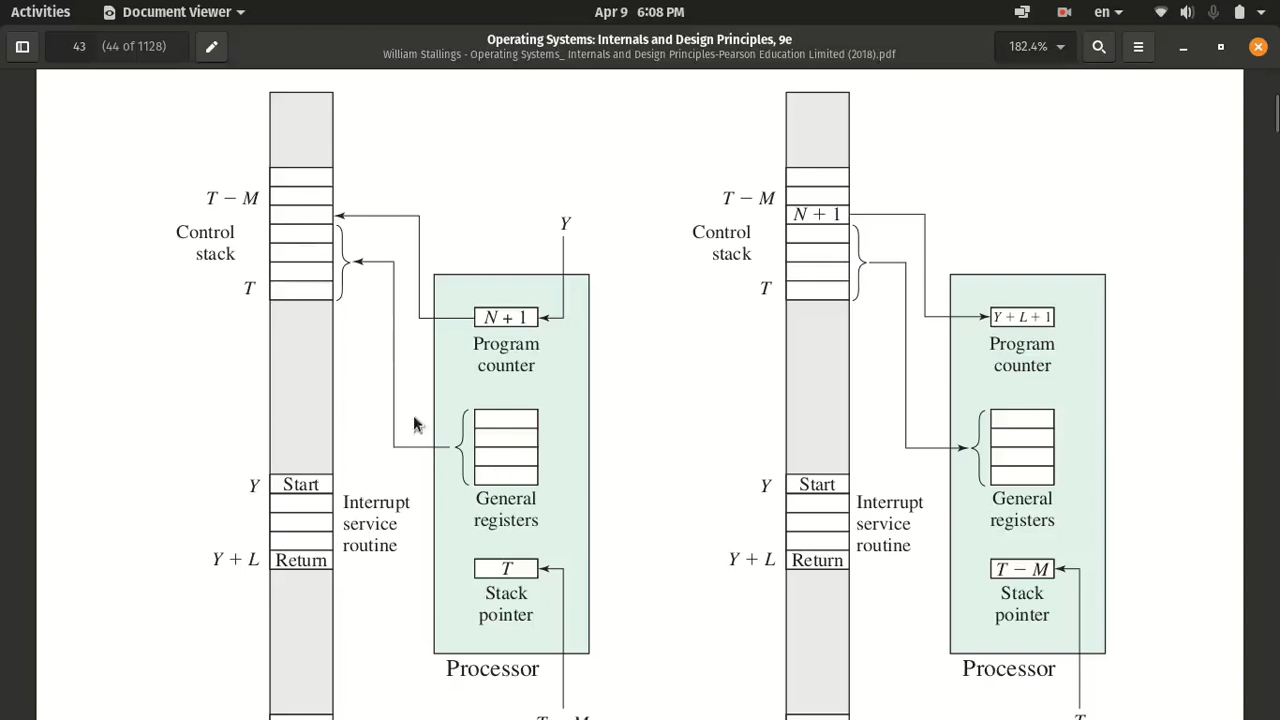 Activities
Document Viewer
Apr 9 6:08 PM
en
43
(44 of 1128)
Operating Systems: Internals and Design Principles, 9e
William Stallings - Operating Systems_ Internals and Design Principles-Pearson Education Limited (2018).pdf
182.4%
T − M
Control
stack
T
Y
N + 1
Program
counter
General
registers
Y
Start
Interrupt
service
routine
Y + L
Return
T
Stack
pointer
Processor
T − M
T − M
N + 1
Control
stack
T
Y + L + 1
Program
counter
General
registers
Y
Start
Interrupt
service
routine
Y + L
Return
T − M
Stack
pointer
Processor
T